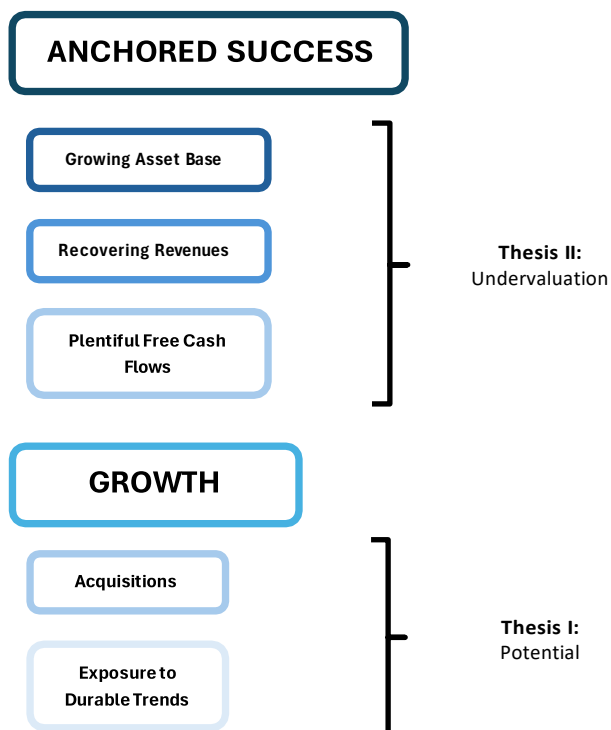 ANCHORED SUCCESS
Growing Asset Base
Recovering Revenues
Plentiful Free Cash
Flows
Thesis II:
Undervaluation
GROWTH
Acquisitions
Exposure to
Durable Trends
Thesis I:
Potential